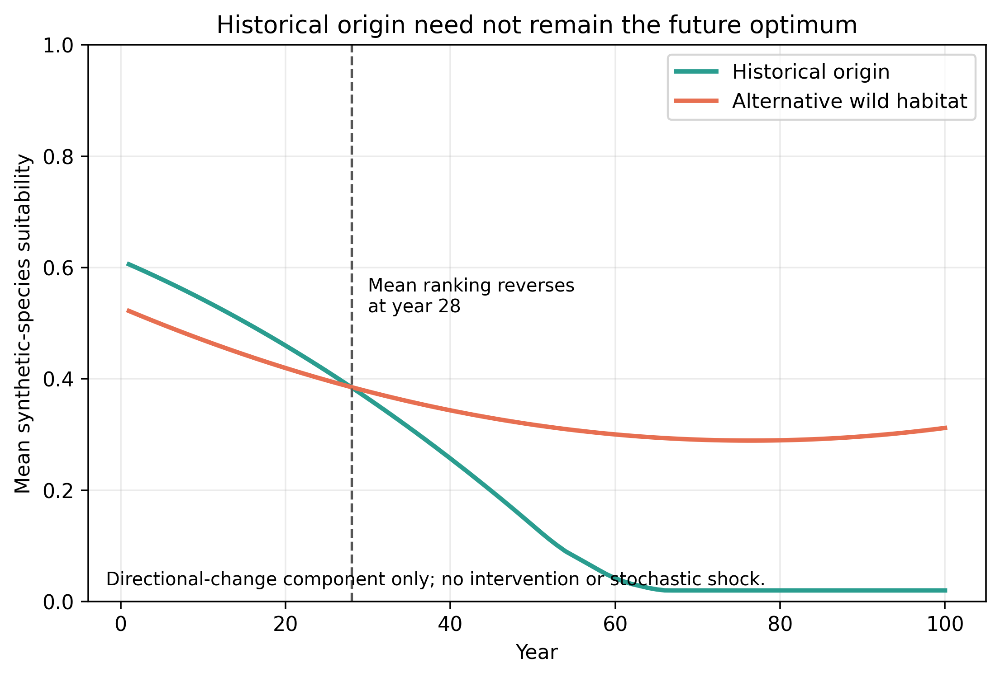 Historical origin need not remain the future optimum
Mean synthetic-species suitability
1.0
0.8
0.6
0.4
0.2
0.0
Historical origin
Alternative wild habitat
Mean ranking reverses
at year 28
Directional-change component only; no intervention or stochastic shock.
0
20
40
60
80
100
Year